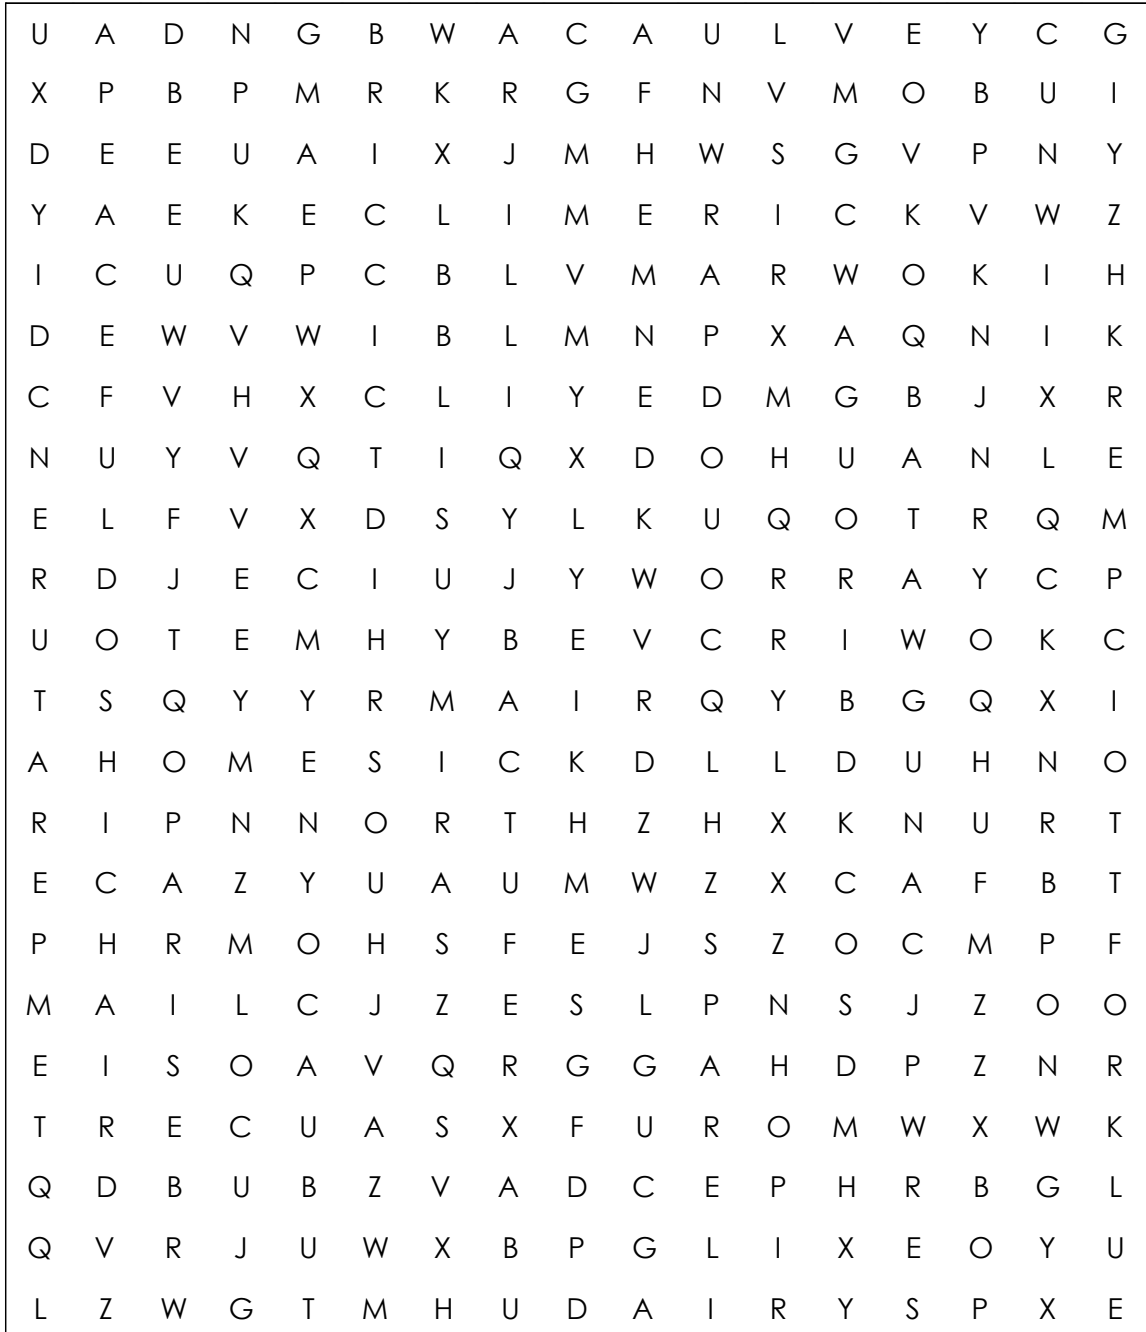 U A D N G B W A C A U L V E Y C G
X P B P M R K R G F N V M O B U I
D E E U A I X J M H W S G V P N Y
Y A E K E C L I M E R I C K V W Z
I C U Q P C B L V M A R W O K I H
D E W V W I B L M N P X A Q N I K
C F V H X C L I Y E D M G B J X R
N U Y V Q T I Q X D O H U A N L E
E L F V X D S Y L K U Q O T R Q M
R D J E C I U J Y W O R R A Y C P
U O T E M H Y B E V C R I W O K C
T S Q Y Y R M A I R Q Y B G Q X I
A H O M E S I C K D L L D U H N O
R I P N N O R T H Z H X K N U R T
E C A Z Y U A U M W Z X C A F B T
P H R M O H S F E J S Z O C M P F
M A I L C J Z E S L P N S J Z O O
E I S O A V Q R G G A H D P Z N R
T R E C U A S X F U R O M W X W K
Q D B U B Z V A D C E P H R B G L
Q V R J U W X B P G L I X E O Y U
L Z W G T M H U D A I R Y S P X E